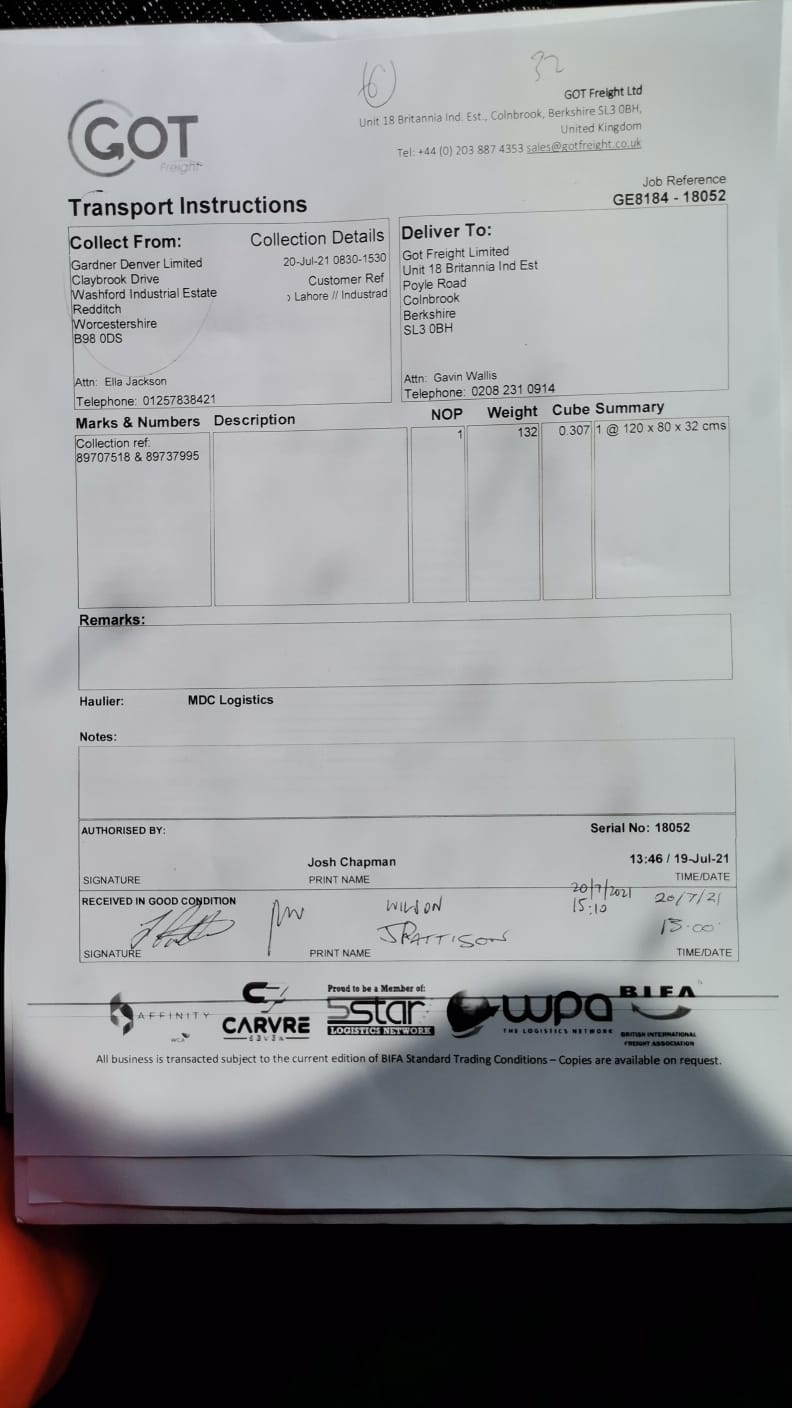 6
32
GOT Freight
GOT Freight Ltd
Unit 18 Britannia Ind. Est., Colnbrook, Berkshire SL3 0BH,
United Kingdom
Tel: +44 (0) 203 887 4353 sales@gotfreight.co.uk
Job Reference
GE8184 - 18052
Transport Instructions
Collect From:
Gardner Denver Limited
Claybrook Drive
Washford Industrial Estate
Redditch
Worcestershire
B98 0DS
Attn: Ella Jackson
Telephone: 01257838421
Collection Details
20-Jul-21 0830-1530
Customer Ref
Lahore // Industrad
Deliver To:
Got Freight Limited
Unit 18 Britannia Ind Est
Poyle Road
Colnbrook
Berkshire
SL3 0BH
Attn: Gavin Wallis
Telephone: 0208 231 0914
Marks & Numbers Description NOP Weight Cube Summary
Collection ref: 1 132 0.307 1 @ 120 x 80 x 32 cms
89707518 & 89737995
Remarks:
Haulier: MDC Logistics
Notes:
AUTHORISED BY: Serial No: 18052
Josh Chapman 13:46 / 19-Jul-21
SIGNATURE PRINT NAME TIME/DATE
RECEIVED IN GOOD CONDITION
WILSON 20/7/2021 20/7/21
15:10
J PATTISON 15.00
SIGNATURE PRINT NAME TIME/DATE
AFFINITY
WCA
CARVRE
S3V3N
Proud to be a Member of:
5star
LOGISTICS NETWORK
wpa
THE LOGISTICS NETWORK
BIFA
BRITISH INTERNATIONAL
FREIGHT ASSOCIATION
All business is transacted subject to the current edition of BIFA Standard Trading Conditions – Copies are available on request.